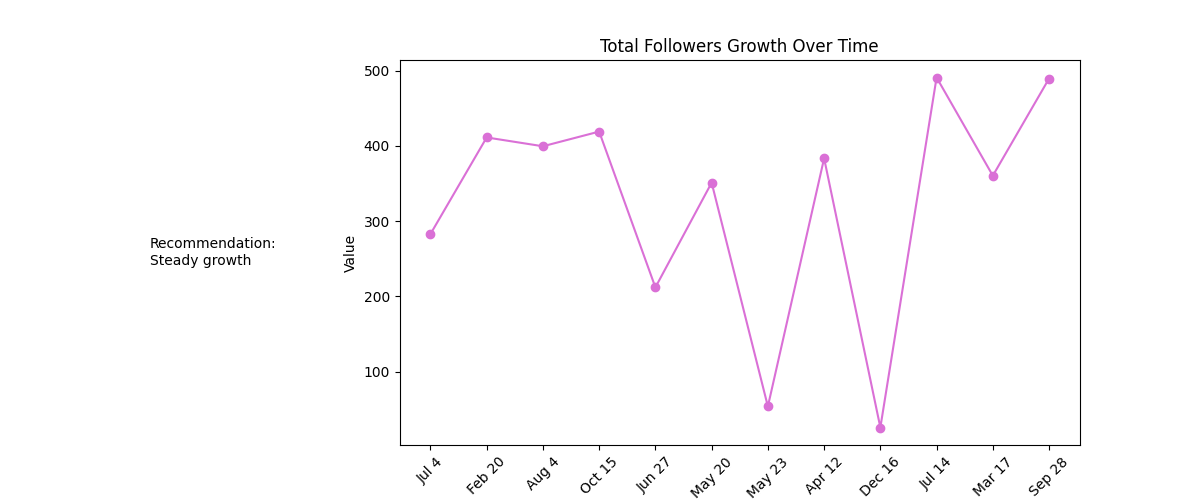 Total Followers Growth Over Time
Recommendation:
Steady growth
Value
500
400
300
200
100
Jul 4
Feb 20
Aug 4
Oct 15
Jun 27
May 20
May 23
Apr 12
Dec 16
Jul 14
Mar 17
Sep 28